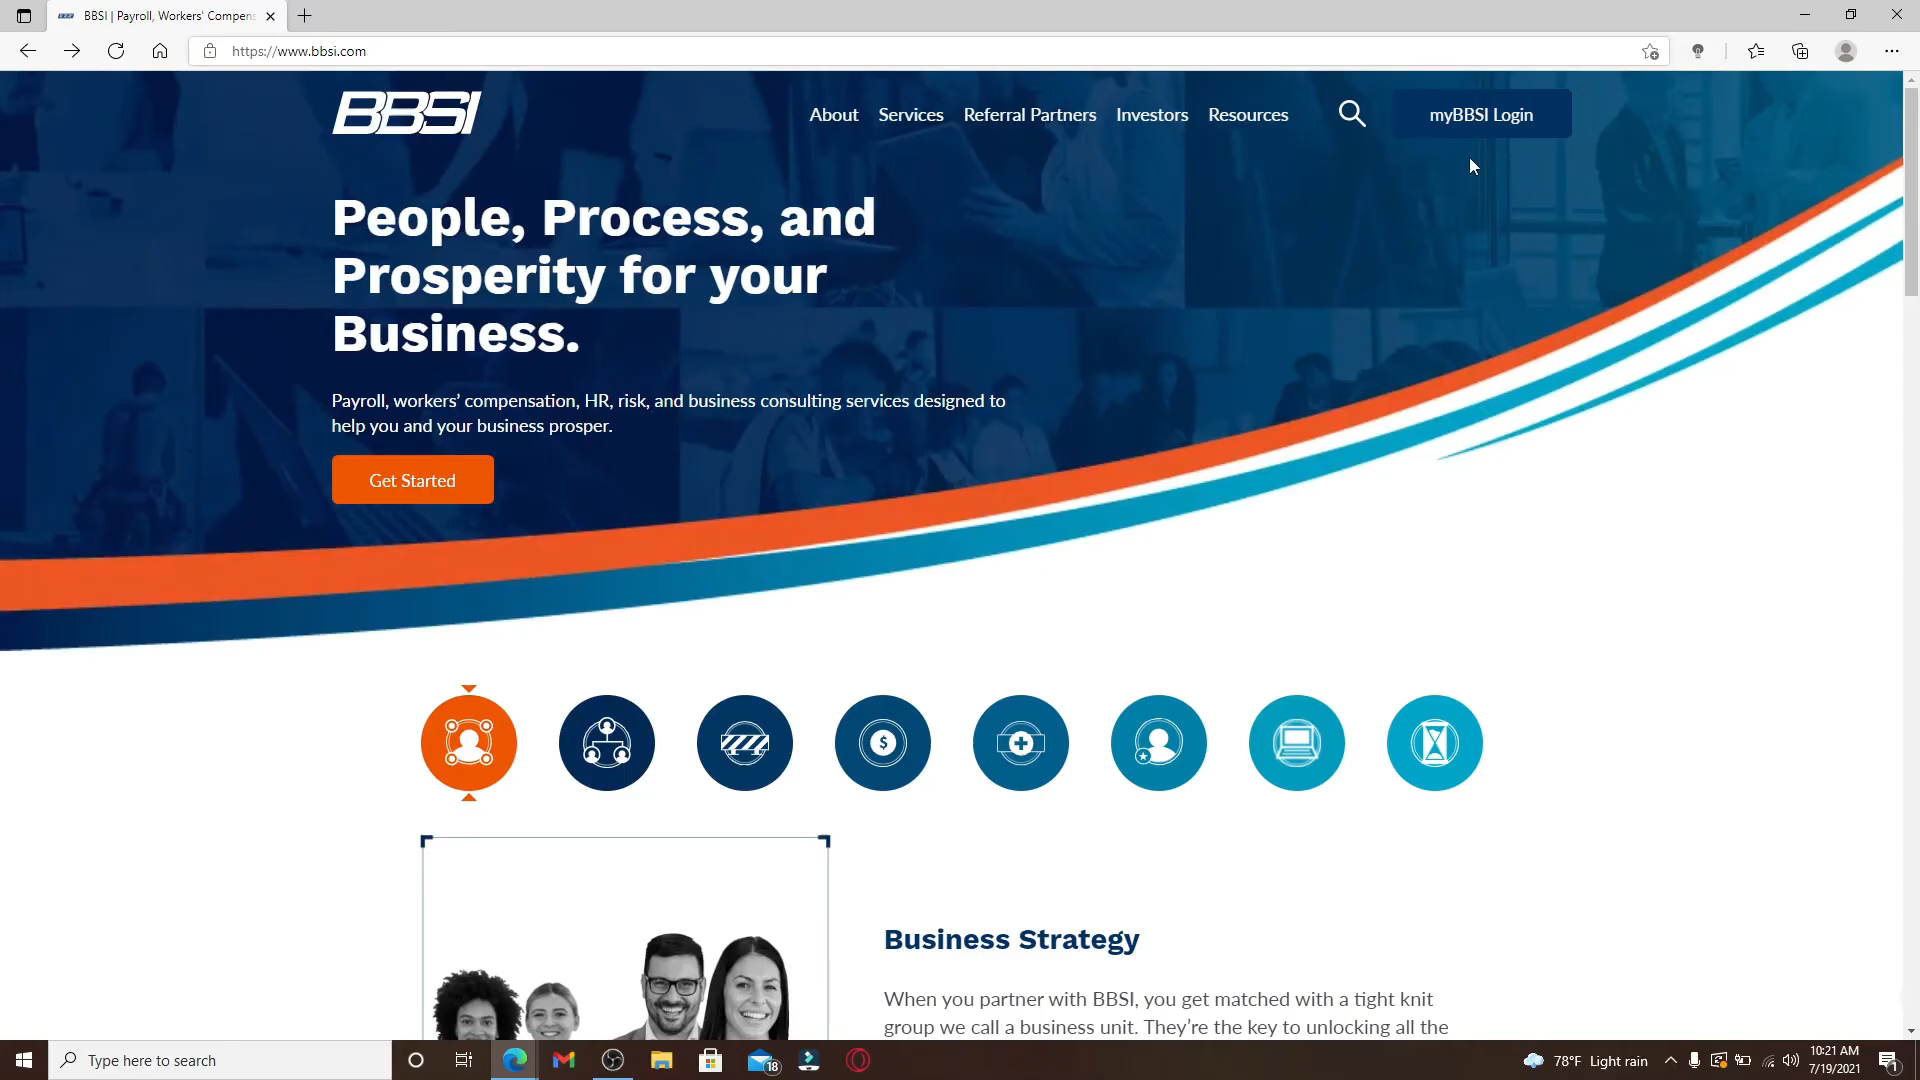 BBSI | Payroll, Workers' Compens
https://www.bbsi.com
BBSI
About Services Referral Partners Investors Resources
myBBSI Login
People, Process, and
Prosperity for your
Business.
Payroll, workers’ compensation, HR, risk, and business consulting services designed to
help you and your business prosper.
Get Started
$
Business Strategy
When you partner with BBSI, you get matched with a tight knit
group we call a business unit. They’re the key to unlocking all the
Type here to search
18
78°F Light rain
10:21 AM
7/19/2021
1